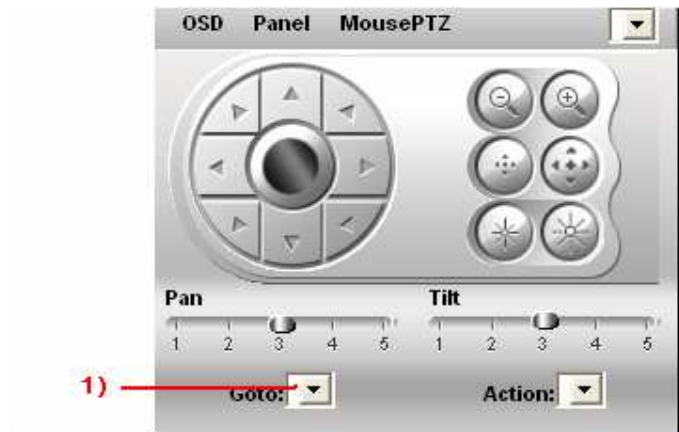 OSD Panel MousePTZ
Pan Tilt
1 2 3 4 5 1 2 3 4 5
1) Goto: Action: